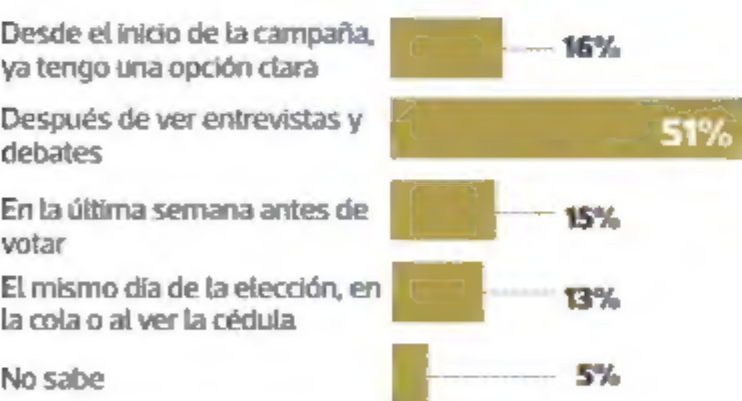 Desde el inicio de la campaña,
ya tengo una opción clara
16%
Después de ver entrevistas y
debates
51%
En la última semana antes de
votar
15%
El mismo día de la elección, en
la cola o al ver la cédula
13%
No sabe
5%